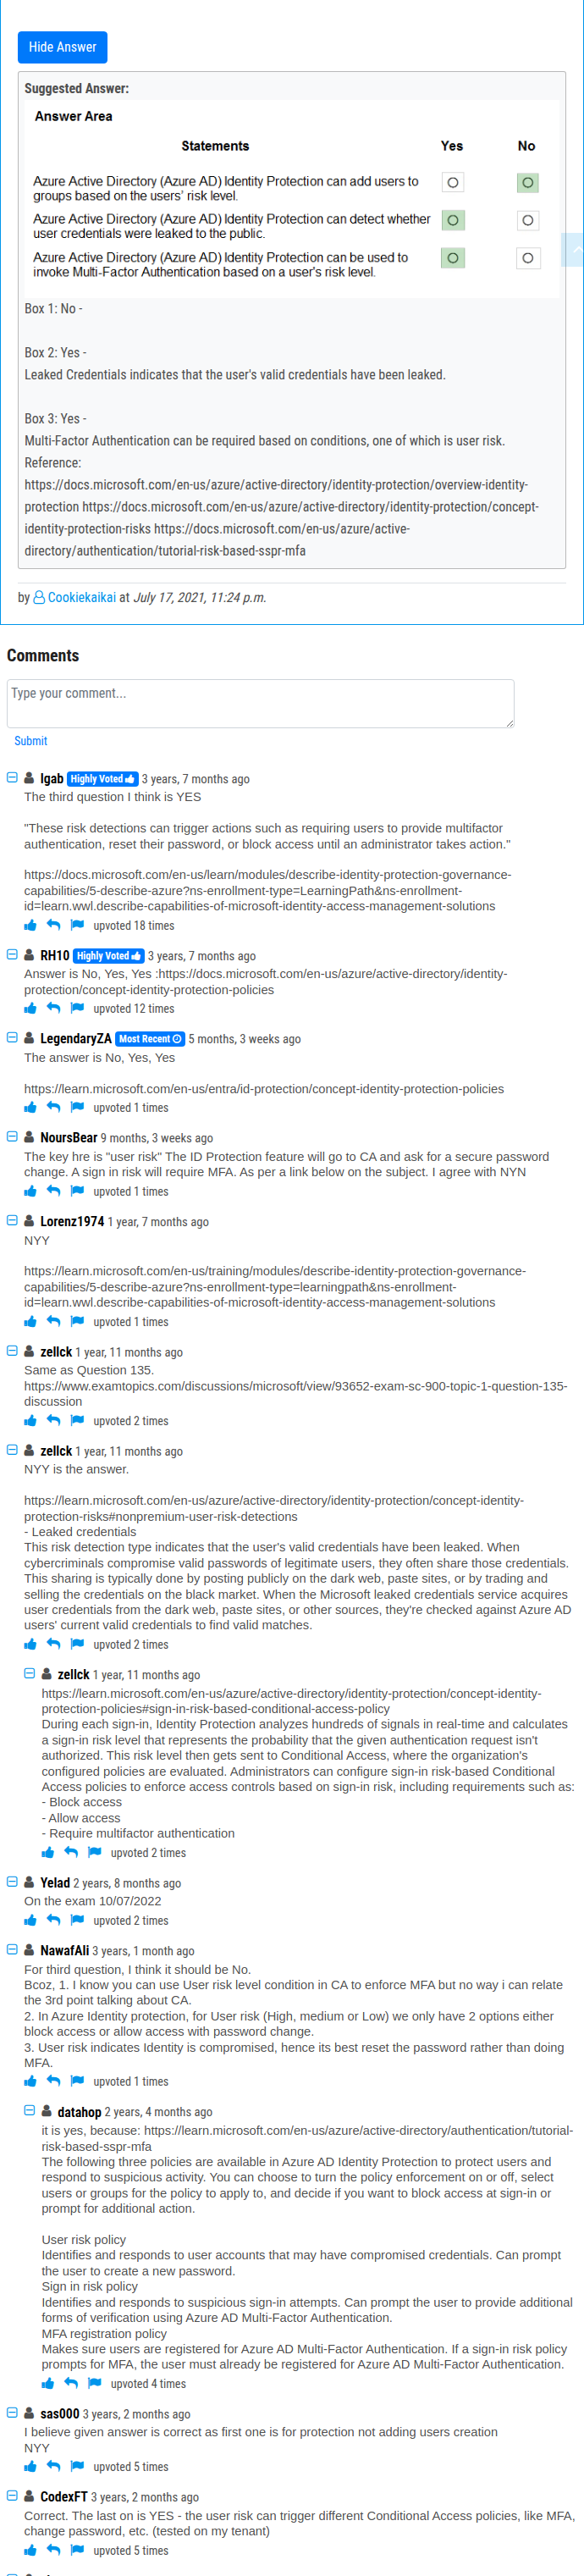 Hide Answer
Suggested Answer:
Answer Area
Statements Yes No
Azure Active Directory (Azure AD) Identity Protection can add users to
groups based on the users' risk level.
Azure Active Directory (Azure AD) Identity Protection can detect whether
user credentials were leaked to the public.
Azure Active Directory (Azure AD) Identity Protection can be used to
invoke Multi-Factor Authentication based on a user's risk level.
Box 1: No -
Box 2: Yes -
Leaked Credentials indicates that the user's valid credentials have been leaked.
Box 3: Yes -
Multi-Factor Authentication can be required based on conditions, one of which is user risk.
Reference:
https://docs.microsoft.com/en-us/azure/active-directory/identity-protection/overview-identity-
protection https://docs.microsoft.com/en-us/azure/active-directory/identity-protection/concept-
identity-protection-risks https://docs.microsoft.com/en-us/azure/active-
directory/authentication/tutorial-risk-based-sspr-mfa
by Cookiekaikai at July 17, 2021, 11:24 p.m.
Comments
Type your comment...
Submit
Igab Highly Voted 3 years, 7 months ago
The third question I think is YES
"These risk detections can trigger actions such as requiring users to provide multifactor
authentication, reset their password, or block access until an administrator takes action."
https://docs.microsoft.com/en-us/learn/modules/describe-identity-protection-governance-
capabilities/5-describe-azure?ns-enrollment-type=LearningPath&ns-enrollment-
id=learn.wwl.describe-capabilities-of-microsoft-identity-access-management-solutions
upvoted 18 times
RH10 Highly Voted 3 years, 7 months ago
Answer is No, Yes, Yes :https://docs.microsoft.com/en-us/azure/active-directory/identity-
protection/concept-identity-protection-policies
upvoted 12 times
LegendaryZA Most Recent 5 months, 3 weeks ago
The answer is No, Yes, Yes
https://learn.microsoft.com/en-us/entra/id-protection/concept-identity-protection-policies
upvoted 1 times
NoursBear 9 months, 3 weeks ago
The key hre is "user risk" The ID Protection feature will go to CA and ask for a secure password
change. A sign in risk will require MFA. As per a link below on the subject. I agree with NYN
upvoted 1 times
Lorenz1974 1 year, 7 months ago
NYY
https://learn.microsoft.com/en-us/training/modules/describe-identity-protection-governance-
capabilities/5-describe-azure?ns-enrollment-type=learningpath&ns-enrollment-
id=learn.wwl.describe-capabilities-of-microsoft-identity-access-management-solutions
upvoted 1 times
zellck 1 year, 11 months ago
Same as Question 135.
https://www.examtopics.com/discussions/microsoft/view/93652-exam-sc-900-topic-1-question-135-
discussion
upvoted 2 times
zellck 1 year, 11 months ago
NYY is the answer.
https://learn.microsoft.com/en-us/azure/active-directory/identity-protection/concept-identity-
protection-risks#nonpremium-user-risk-detections
- Leaked credentials
This risk detection type indicates that the user's valid credentials have been leaked. When
cybercriminals compromise valid passwords of legitimate users, they often share those credentials.
This sharing is typically done by posting publicly on the dark web, paste sites, or by trading and
selling the credentials on the black market. When the Microsoft leaked credentials service acquires
user credentials from the dark web, paste sites, or other sources, they're checked against Azure AD
users' current valid credentials to find valid matches.
upvoted 2 times
zellck 1 year, 11 months ago
https://learn.microsoft.com/en-us/azure/active-directory/identity-protection/concept-identity-
protection-policies#sign-in-risk-based-conditional-access-policy
During each sign-in, Identity Protection analyzes hundreds of signals in real-time and calculates
a sign-in risk level that represents the probability that the given authentication request isn't
authorized. This risk level then gets sent to Conditional Access, where the organization's
configured policies are evaluated. Administrators can configure sign-in risk-based Conditional
Access policies to enforce access controls based on sign-in risk, including requirements such as:
- Block access
- Allow access
- Require multifactor authentication
upvoted 2 times
Yelad 2 years, 8 months ago
On the exam 10/07/2022
upvoted 2 times
NawafAli 3 years, 1 month ago
For third question, I think it should be No.
Bcoz, 1. I know you can use User risk level condition in CA to enforce MFA but no way i can relate
the 3rd point talking about CA.
2. In Azure Identity protection, for User risk (High, medium or Low) we only have 2 options either
block access or allow access with password change.
3. User risk indicates Identity is compromised, hence its best reset the password rather than doing
MFA.
upvoted 1 times
datahop 2 years, 4 months ago
it is yes, because: https://learn.microsoft.com/en-us/azure/active-directory/authentication/tutorial-
risk-based-sspr-mfa
The following three policies are available in Azure AD Identity Protection to protect users and
respond to suspicious activity. You can choose to turn the policy enforcement on or off, select
users or groups for the policy to apply to, and decide if you want to block access at sign-in or
prompt for additional action.
User risk policy
Identifies and responds to user accounts that may have compromised credentials. Can prompt
the user to create a new password.
Sign in risk policy
Identifies and responds to suspicious sign-in attempts. Can prompt the user to provide additional
forms of verification using Azure AD Multi-Factor Authentication.
MFA registration policy
Makes sure users are registered for Azure AD Multi-Factor Authentication. If a sign-in risk policy
prompts for MFA, the user must already be registered for Azure AD Multi-Factor Authentication.
upvoted 4 times
sas000 3 years, 2 months ago
I believe given answer is correct as first one is for protection not adding users creation
NYY
upvoted 5 times
CodexFT 3 years, 2 months ago
Correct. The last on is YES - the user risk can trigger different Conditional Access policies, like MFA,
change password, etc. (tested on my tenant)
upvoted 5 times